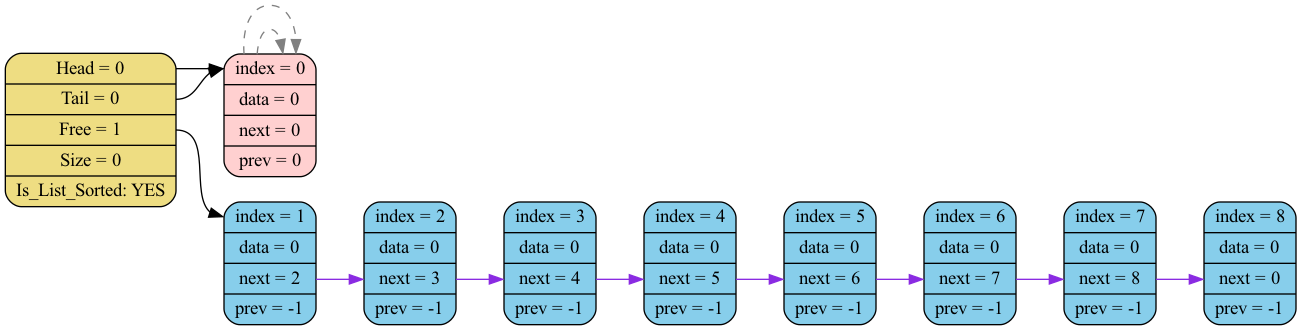 Head = 0
Tail = 0
Free = 1
Size = 0
Is_List_Sorted: YES
index = 0
data = 0
next = 0
prev = 0
index = 1
data = 0
next = 2
prev = -1
index = 2
data = 0
next = 3
prev = -1
index = 3
data = 0
next = 4
prev = -1
index = 4
data = 0
next = 5
prev = -1
index = 5
data = 0
next = 6
prev = -1
index = 6
data = 0
next = 7
prev = -1
index = 7
data = 0
next = 8
prev = -1
index = 8
data = 0
next = 0
prev = -1